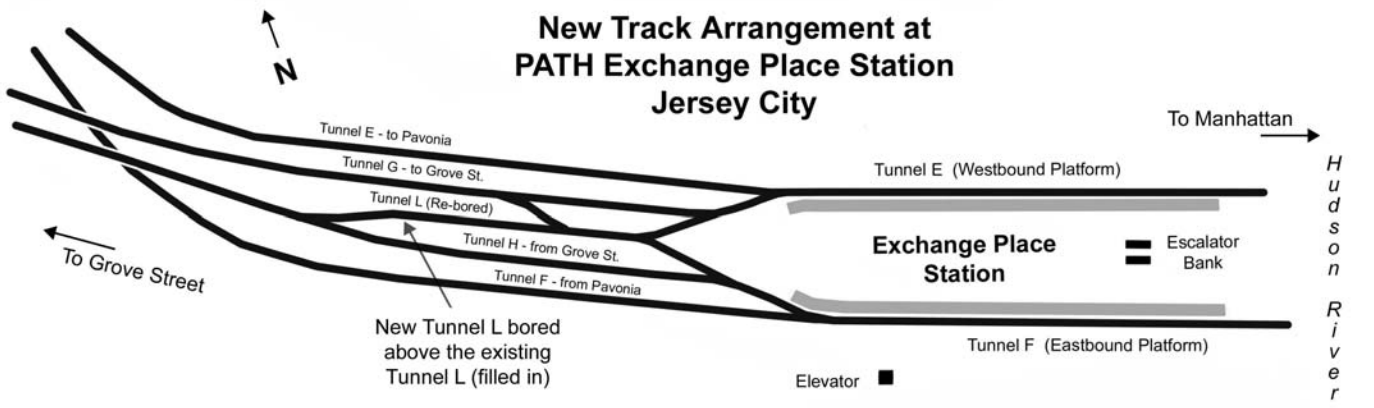 New Track Arrangement at
PATH Exchange Place Station
Jersey City
N
To Manhattan
Tunnel E - to Pavonia
Tunnel G - to Grove St.
Tunnel L (Re-bored)
Tunnel H - from Grove St.
Tunnel F - from Pavonia
Tunnel E (Westbound Platform)
Exchange Place
Station
Escalator
Bank
Hudson River
To Grove Street
New Tunnel L bored
above the existing
Tunnel L (filled in)
Tunnel F (Eastbound Platform)
Elevator